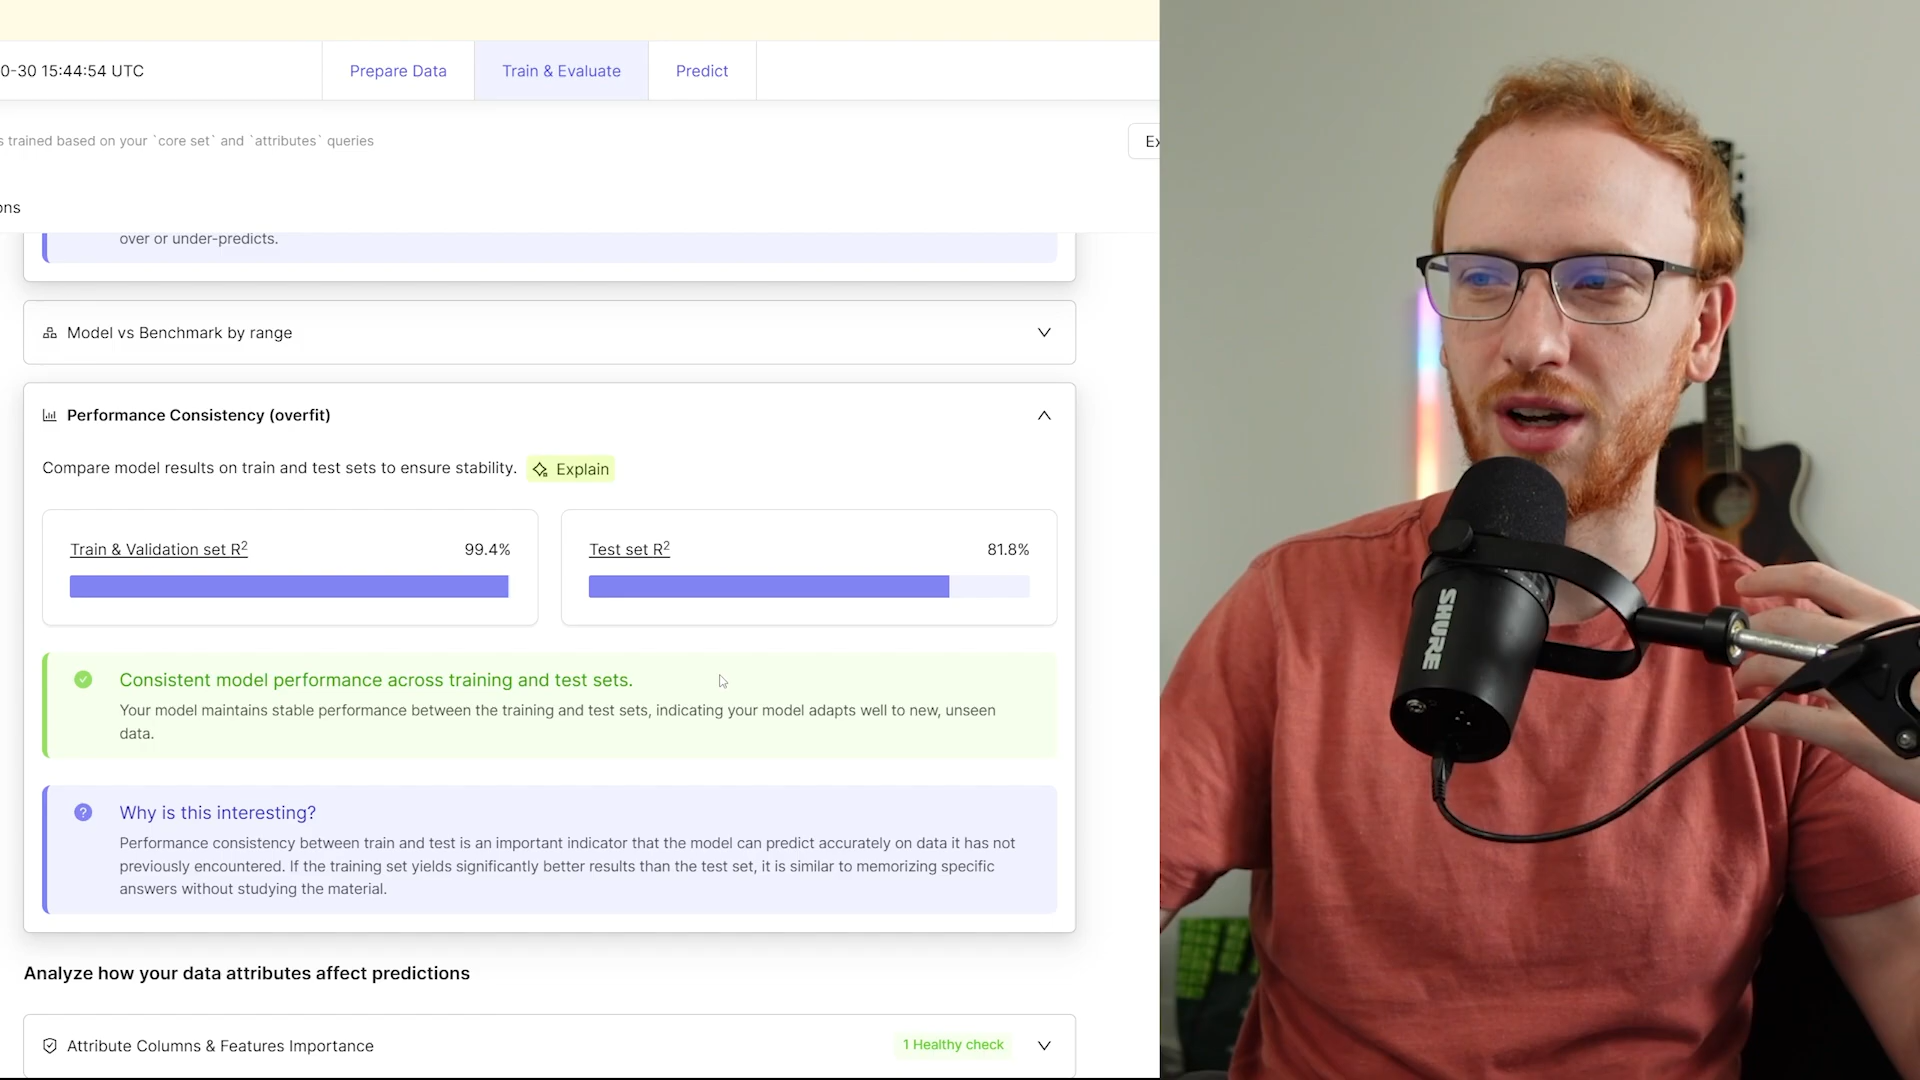 0-30 15:44:54 UTC
Prepare Data
Train & Evaluate
Predict
s trained based on your `core set` and `attributes` queries
Ex
ons
over or under-predicts.
Model vs Benchmark by range
Performance Consistency (overfit)
Compare model results on train and test sets to ensure stability.
Explain
Train & Validation set R²
99.4%
Test set R²
81.8%
Consistent model performance across training and test sets.
Your model maintains stable performance between the training and test sets, indicating your model adapts well to new, unseen
data.
Why is this interesting?
Performance consistency between train and test is an important indicator that the model can predict accurately on data it has not
previously encountered. If the training set yields significantly better results than the test set, it is similar to memorizing specific
answers without studying the material.
Analyze how your data attributes affect predictions
Attribute Columns & Features Importance
1 Healthy check
SHURE